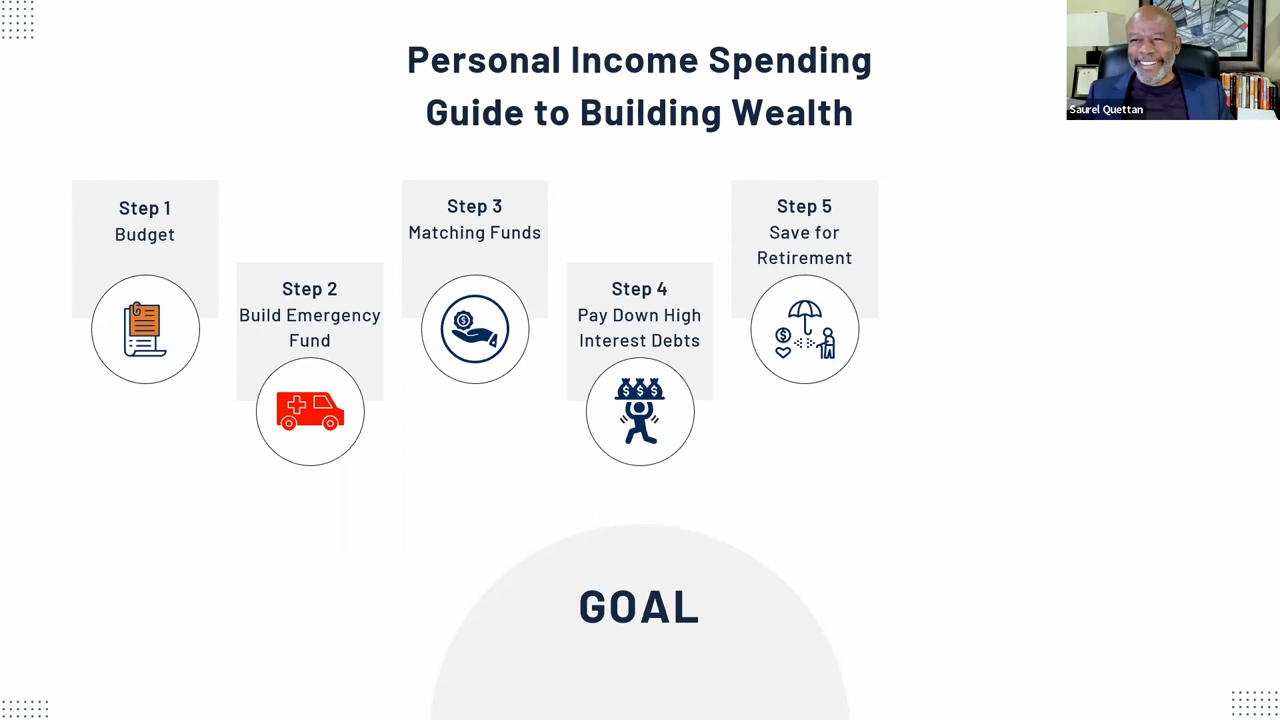 Personal Income Spending
Guide to Building Wealth
Saurel Quettan
Step 1
Budget
Step 2
Build Emergency
Fund
Step 3
Matching Funds
Step 4
Pay Down High
Interest Debts
Step 5
Save for
Retirement
GOAL